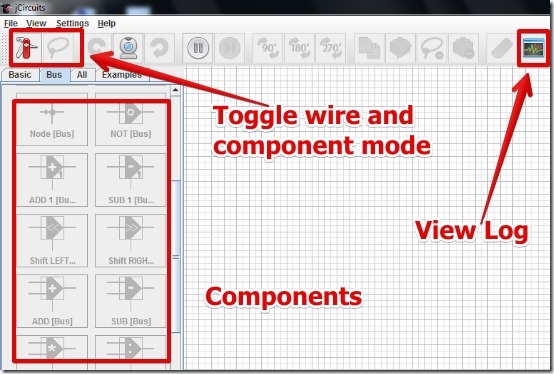 jCircuits
File View Settings Help
90° 180° 270°
Basic Bus All Examples
Toggle wire and
component mode
Node [Bus] NOT [Bus]
ADD 1 [Bu... SUB 1 [Bu...
View Log
Shift LEFT... Shift RIGH...
Components
ADD [Bus] SUB [Bus]